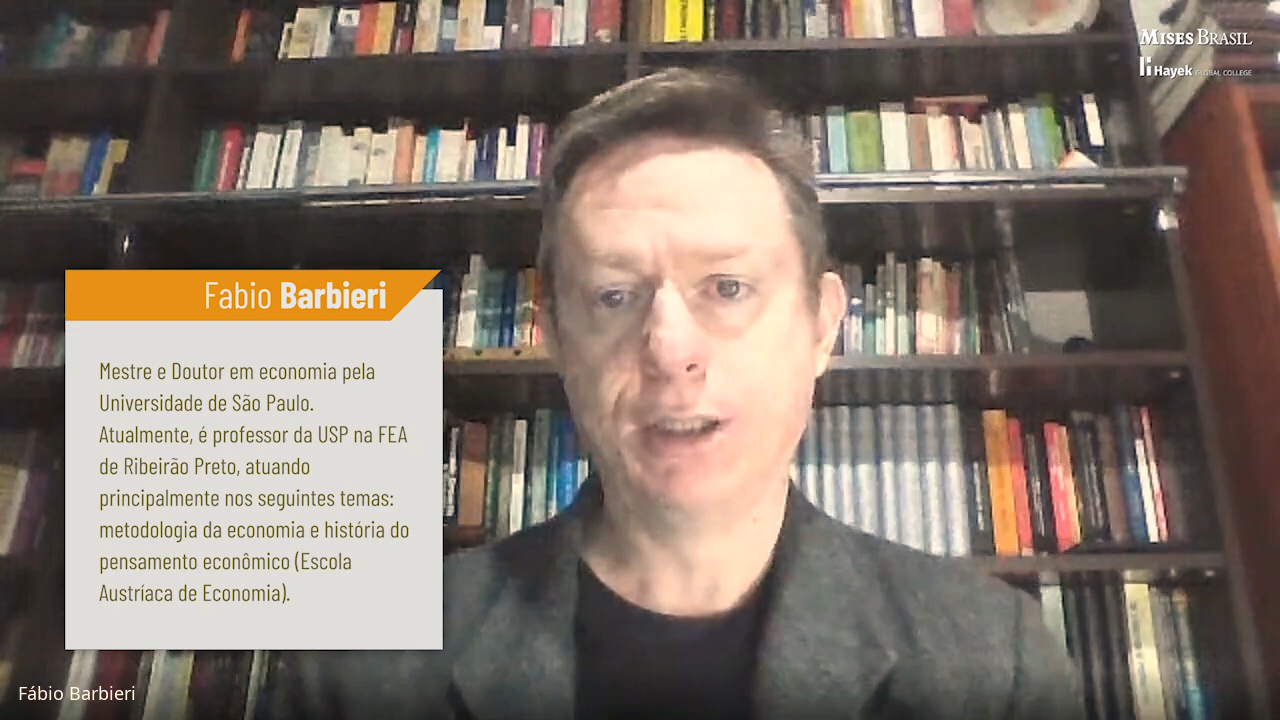 MISES BRASIL
Hayek GLOBAL COLLEGE
Fabio Barbieri
Mestre e Doutor em economia pela
Universidade de São Paulo.
Atualmente, é professor da USP na FEA
de Ribeirão Preto, atuando
principalmente nos seguintes temas:
metodologia da economia e história do
pensamento econômico (Escola
Austríaca de Economia).
Fábio Barbieri